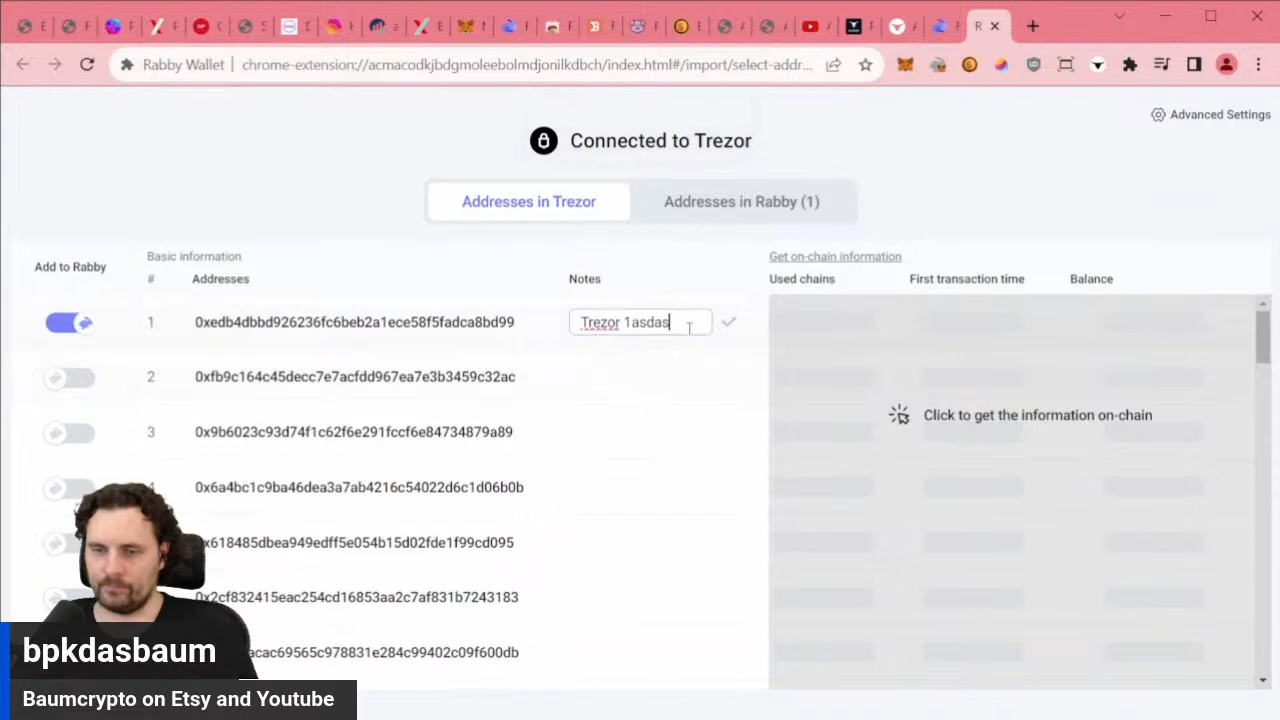 Rabby Wallet
chrome-extension://acmacodkjbdgmoleebolmdjonilkdbch/index.html#/import/select-addr...
Advanced Settings
Connected to Trezor
Addresses in Trezor
Addresses in Rabby (1)
Add to Rabby
Basic information
# Addresses
Notes
Get on-chain information
Used chains First transaction time Balance
1 0xedb4dbbd926236fc6beb2a1ece58f5fadca8bd99 Trezor 1asdas
2 0xfb9c164c45decc7e7acfdd967ea7e3b3459c32ac
3 0x9b6023c93d74f1c62f6e291fccf6e84734879a89
Click to get the information on-chain
0x6a4bc1c9ba46dea3a7ab4216c54022d6c1d06b0b
x618485dbea949edff5e054b15d02fde1f99cd095
0x2cf832415eac254cd16853aa2c7af831b7243183
acac69565c978831e284c99402c09f600db
bpkdasbaum
Baumcrypto on Etsy and Youtube